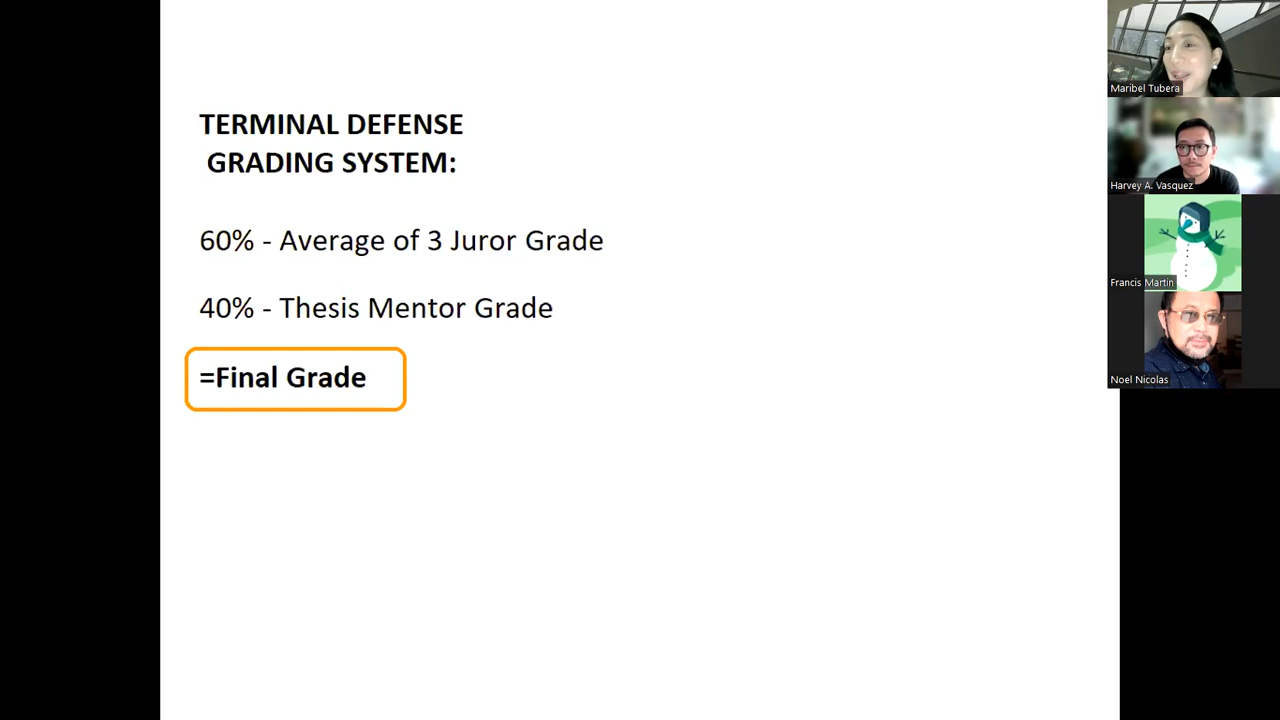 TERMINAL DEFENSE
GRADING SYSTEM:
60% - Average of 3 Juror Grade
40% - Thesis Mentor Grade
=Final Grade
Maribel Tubera
Harvey A. Vasquez
Francis Martin
Noel Nicolas